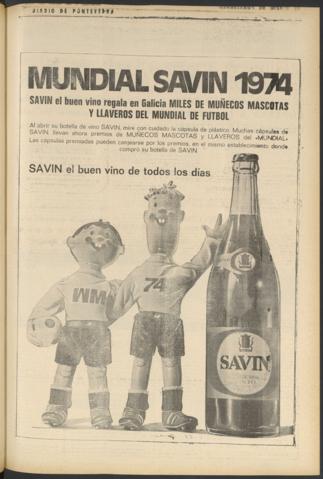 DIARIO DE PONTEVEDRA
MUNDIAL SAVIN 1974
SAVIN el buen vino regala en Galicia MILES DE MUÑECOS MASCOTAS
Y LLAVEROS DEL MUNDIAL DE FUTBOL
Al abrir su botella de vino SAVIN, mire con cuidado la cápsula de plástico. Muchas cápsulas de
SAVIN, llevan ahora premios de MUÑECOS MASCOTAS y LLAVEROS del «MUNDIAL»
Las cápsulas premiadas pueden canjearse por los premios, en el mismo establecimiento donde
compró su botella de SAVIN
SAVIN el buen vino de todos los días
WM
74
SAVIN